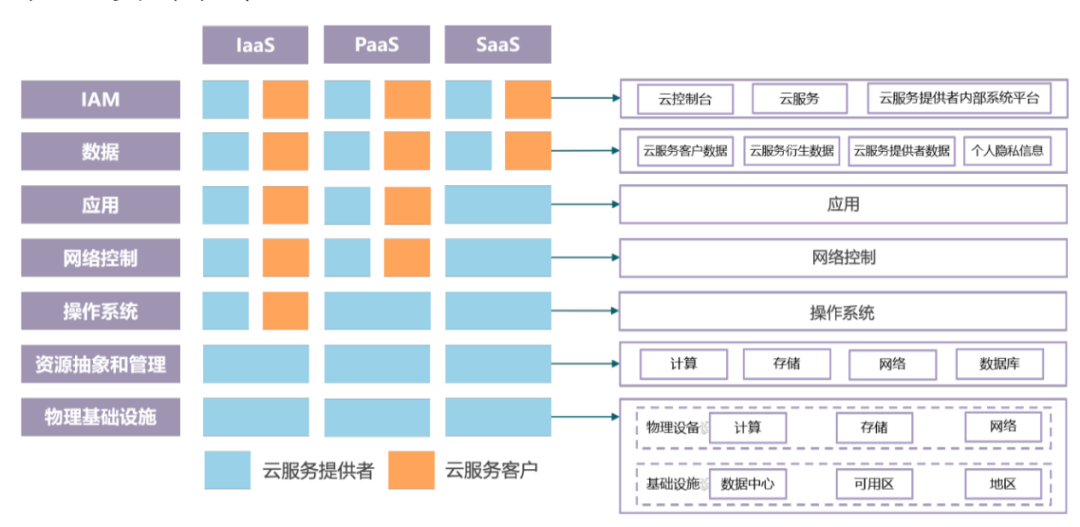 IaaS PaaS SaaS
IAM 云控制台 云服务 云服务提供者内部系统平台
数据 云服务客户数据 云服务衍生数据 云服务提供者数据 个人隐私信息
应用 应用
网络控制 网络控制
操作系统 操作系统
资源抽象和管理 计算 存储 网络 数据库
物理基础设施
物理设备 计算 存储 网络
云服务提供者 云服务客户
基础设施 数据中心 可用区 地区